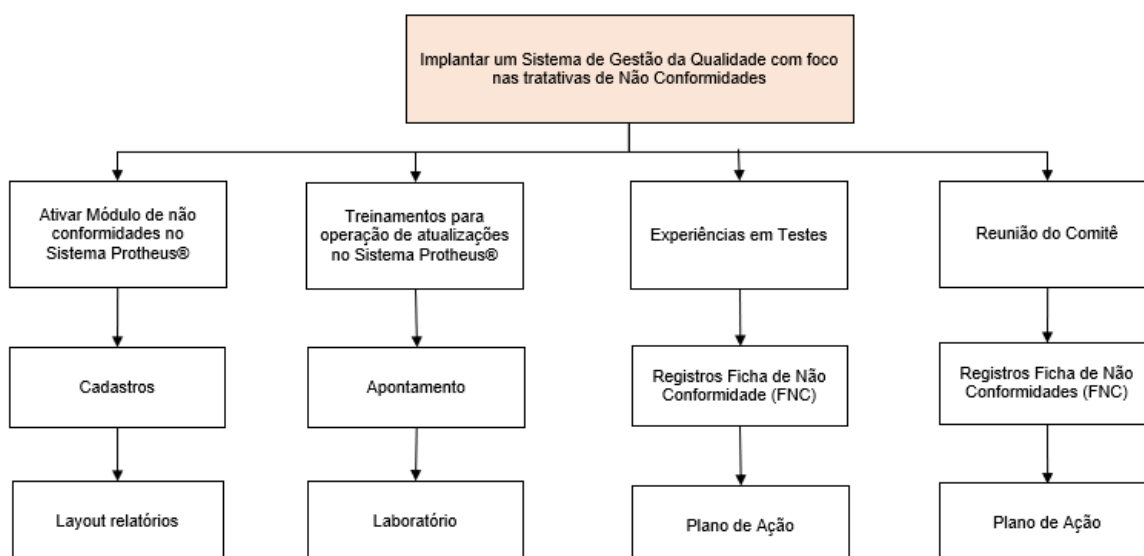 Implantar um Sistema de Gestão da Qualidade com foco
nas tratativas de Não Conformidades
Ativar Módulo de não
conformidades no
Sistema Protheus®
Treinamentos para
operação de atualizações
no Sistema Protheus®
Experiências em Testes
Reunião do Comitê
Cadastros
Apontamento
Registros Ficha de Não
Conformidade (FNC)
Registros Ficha de Não
Conformidades (FNC)
Layout relatórios
Laboratório
Plano de Ação
Plano de Ação